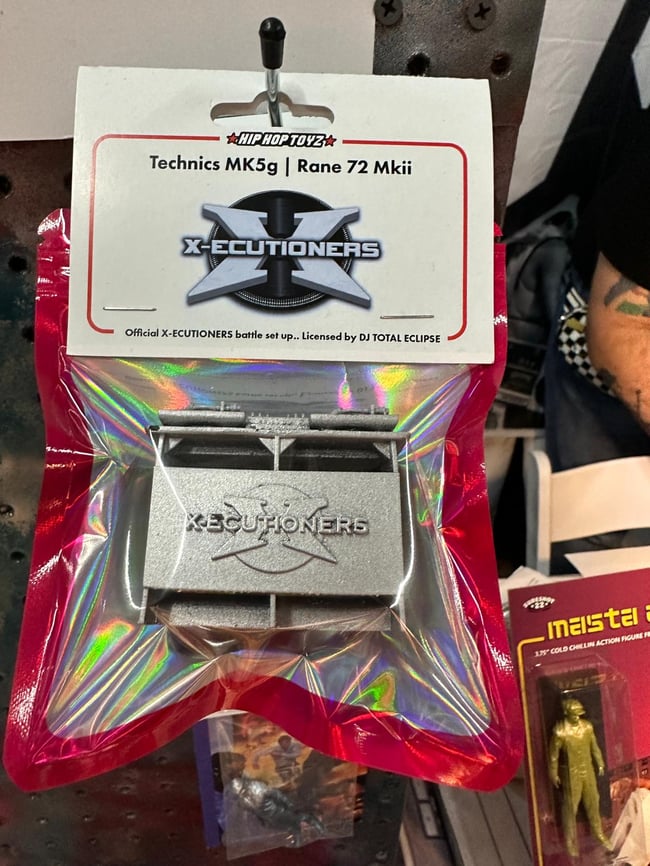 HIP HOP TOYZ
Technics MK5g | Rane 72 Mkii
X-ECUTIONERS
Official X-ECUTIONERS battle set up.. Licensed by DJ TOTAL ECLIPSE
X-ECUTIONERS
3.75" COLD CHILLIN ACTION FIGURE